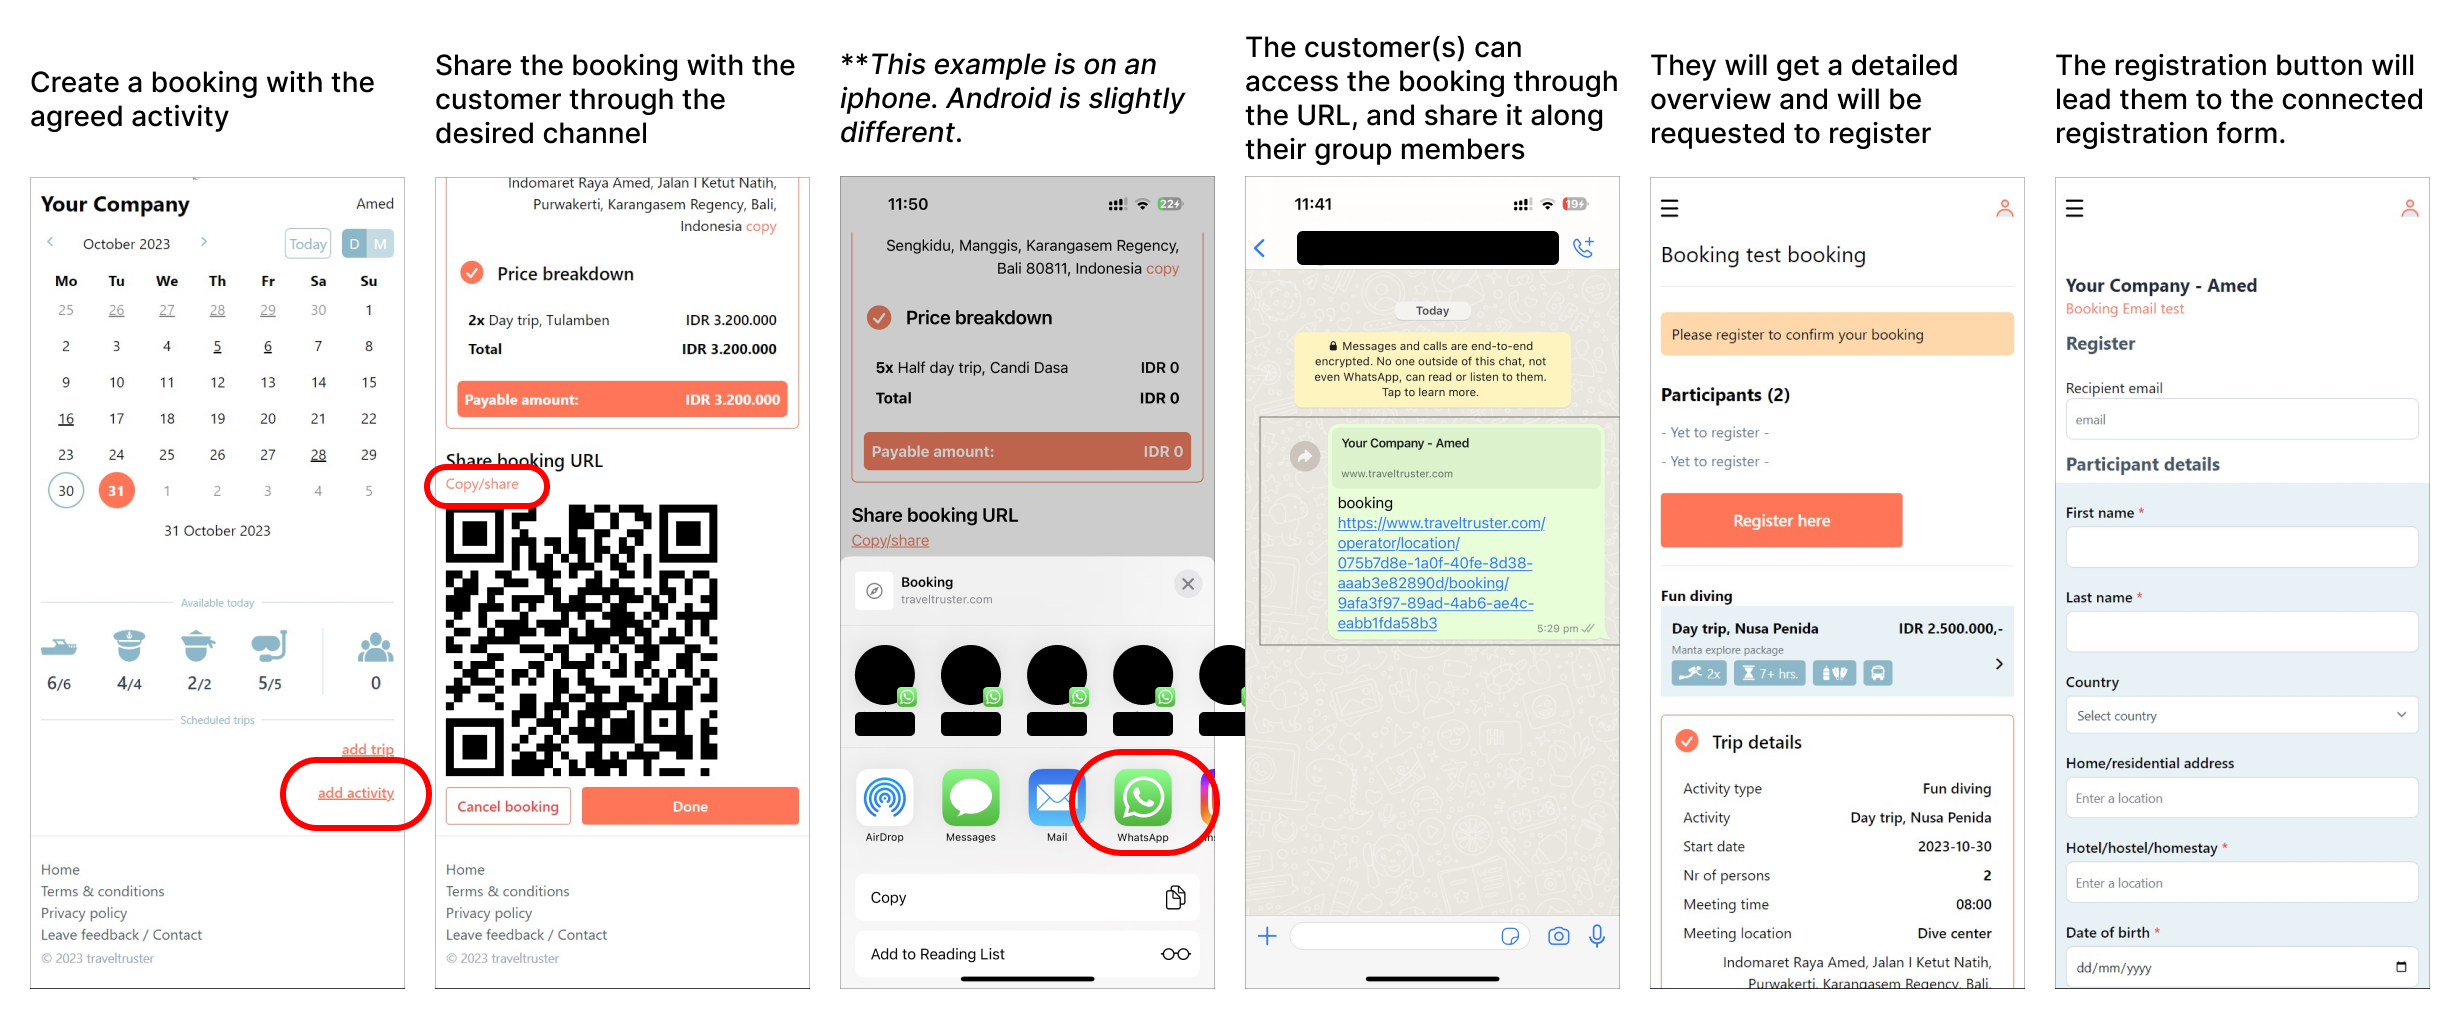 Create a booking with the
agreed activity
Your Company
Amed
October 2023
Today
D M
Mo Tu We Th Fr Sa Su
25 26 27 28 29 30 1
2 3 4 5 6 7 8
9 10 11 12 13 14 15
16 17 18 19 20 21 22
23 24 25 26 27 28 29
30 31 1 2 3 4 5
31 October 2023
Available today
6/6 4/4 2/2 5/5 0
Scheduled trips
add trip
add activity
Home
Terms & conditions
Privacy policy
Leave feedback / Contact
© 2023 traveltruster
Share the booking with the
customer through the
desired channel
Indomaret Raya Amed, Jalan I Ketut Natih,
Purwakerti, Karangasem Regency, Bali,
Indonesia copy
Price breakdown
2x Day trip, Tulamben IDR 3.200.000
Total IDR 3.200.000
Payable amount: IDR 3.200.000
Share booking URL
Copy/share
Cancel booking
Done
Home
Terms & conditions
Privacy policy
Leave feedback / Contact
© 2023 traveltruster
**This example is on an
iphone. Android is slightly
different.
11:50
22
Sengkidu, Manggis, Karangasem Regency,
Bali 80811, Indonesia copy
Price breakdown
5x Half day trip, Candi Dasa IDR 0
Total IDR 0
Payable amount: IDR 0
Share booking URL
Copy/share
Booking
traveltruster.com
AirDrop Messages Mail WhatsApp
Copy
Add to Reading List
The customer(s) can
access the booking through
the URL, and share it along
their group members
11:41
19
Today
Messages and calls are end-to-end
encrypted. No one outside of this chat, not
even WhatsApp, can read or listen to them.
Tap to learn more.
Your Company - Amed
www.traveltruster.com
booking
https://www.traveltruster.com/
operator/location/
075b7d8e-1a0f-40fe-8d38-
aaab3e82890d/booking/
9afa3f97-89ad-4ab6-ae4c-
eabb1fda58b3
5:29 pm
They will get a detailed
overview and will be
requested to register
Booking test booking
Please register to confirm your booking
Participants (2)
- Yet to register -
- Yet to register -
Register here
Fun diving
Day trip, Nusa Penida IDR 2.500.000,-
Manta explore package
2x 7+ hrs.
Trip details
Activity type Fun diving
Activity Day trip, Nusa Penida
Start date 2023-10-30
Nr of persons 2
Meeting time 08:00
Meeting location Dive center
Indomaret Raya Amed, Jalan I Ketut Natih,
Purwakerti, Karangasem Regency, Bali,
The registration button will
lead them to the connected
registration form.
Your Company - Amed
Booking Email test
Register
Recipient email
email
Participant details
First name *
Last name *
Country
Select country
Home/residential address
Enter a location
Hotel/hostel/homestay *
Enter a location
Date of birth *
dd/mm/yyyy